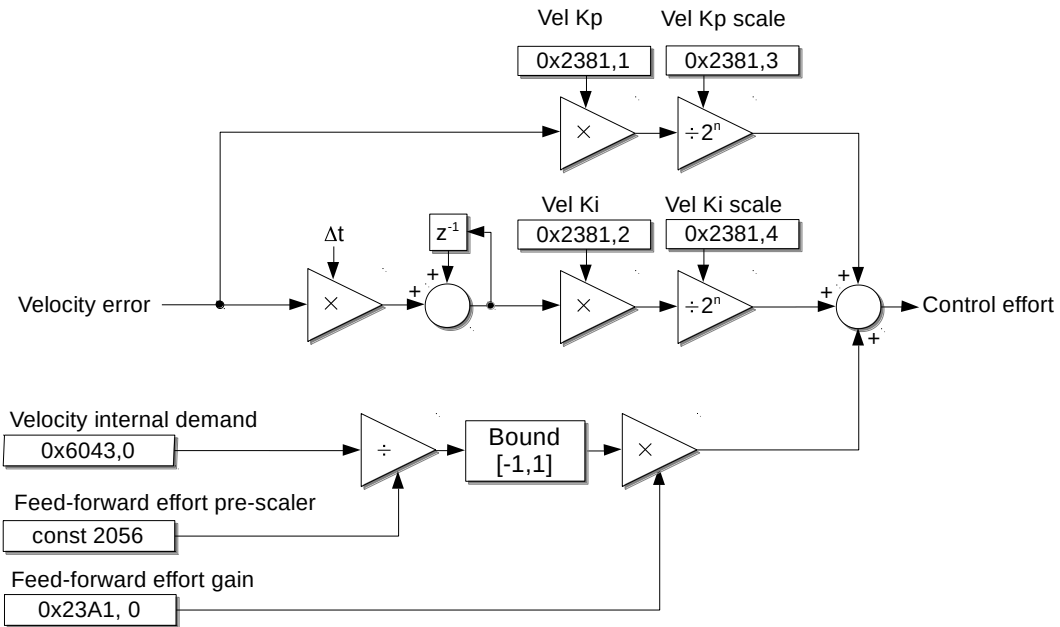 Vel Kp
Vel Kp scale
0x2381,1
0x2381,3
×
÷2ⁿ
Vel Ki
Vel Ki scale
0x2381,2
0x2381,4
Δt
z⁻¹
+
+
+
+
Velocity error
×
×
÷2ⁿ
Control effort
+
Velocity internal demand
0x6043,0
÷
Bound
[-1,1]
×
Feed-forward effort pre-scaler
const 2056
Feed-forward effort gain
0x23A1, 0